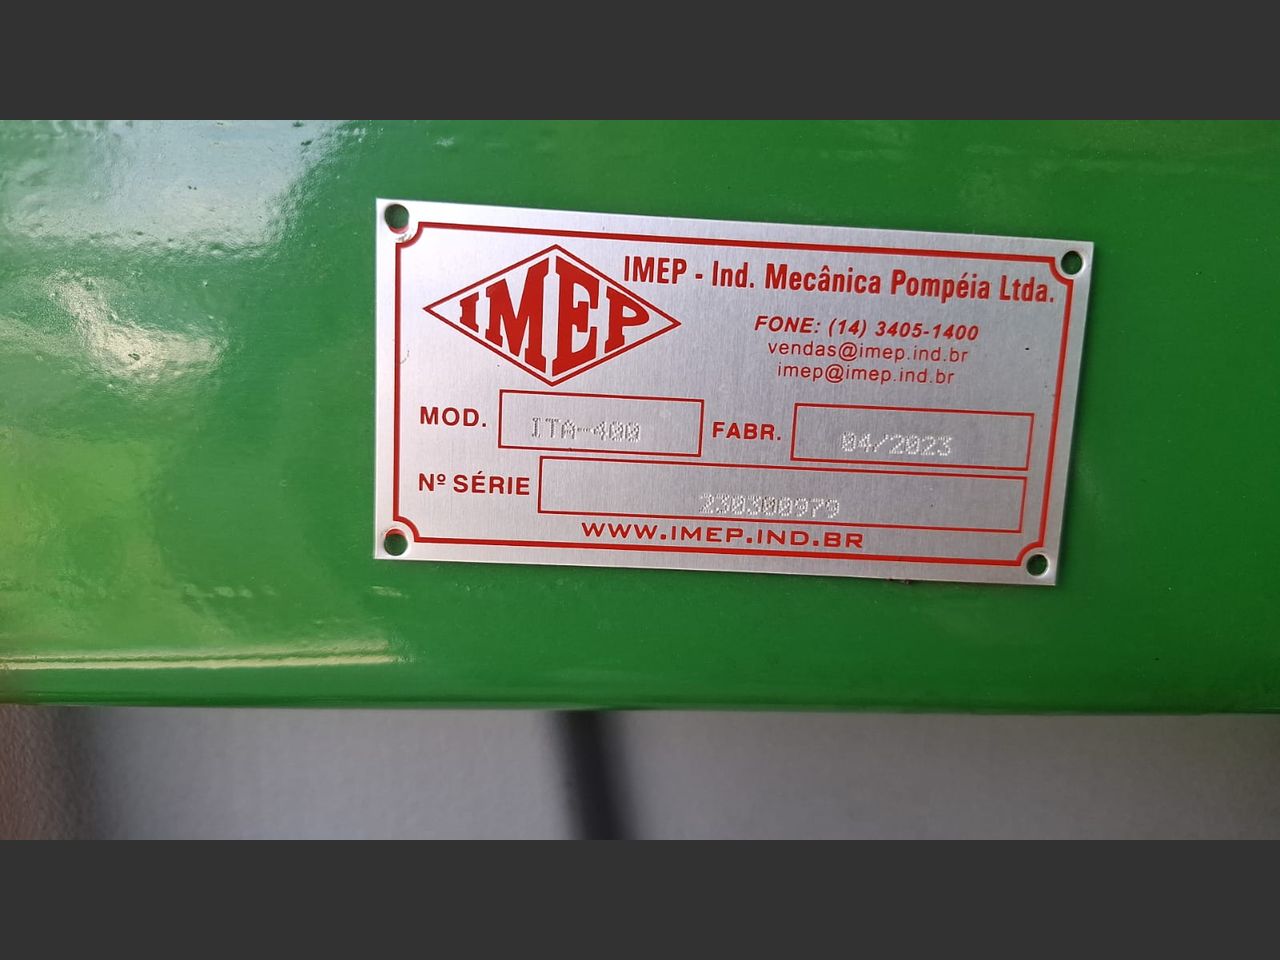 IMEP
IMEP - Ind. Mecânica Pompéia Ltda.
FONE: (14) 3405-1400
vendas@imep.ind.br
imep@imep.ind.br
MOD. ITA-400 FABR. 04/2023
Nº SÉRIE 230300979
WWW.IMEP.IND.BR